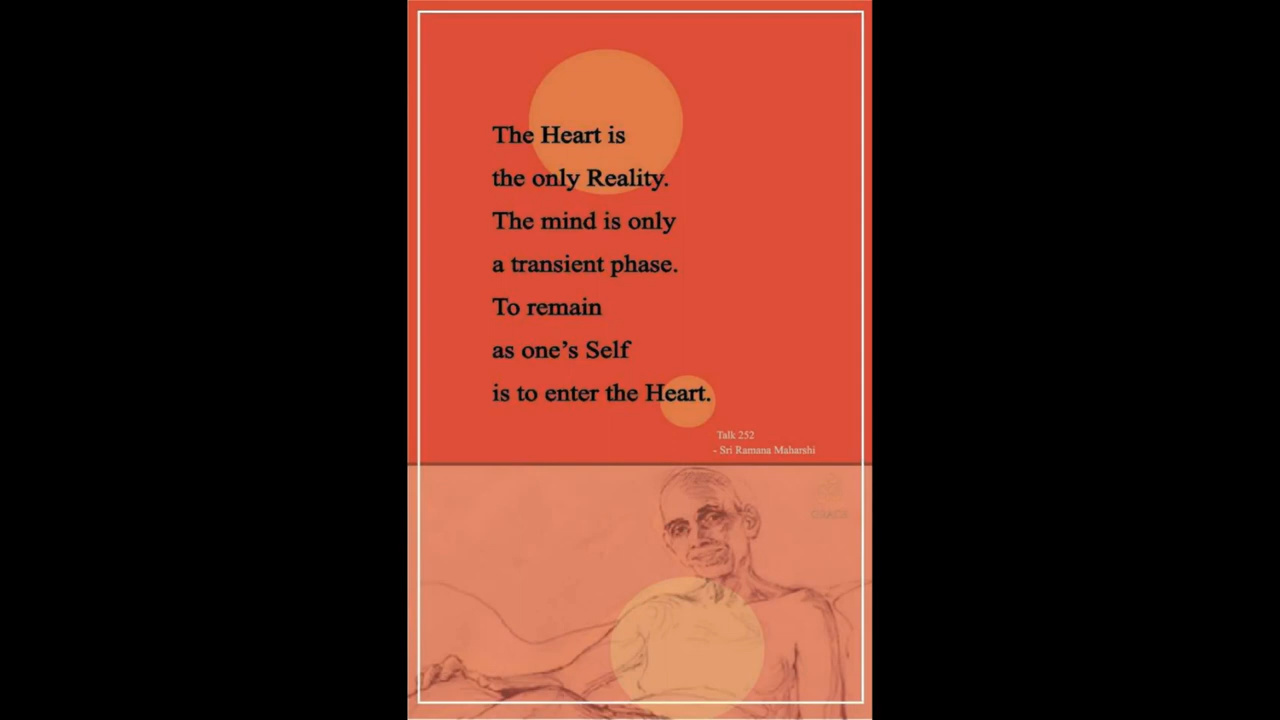 The Heart is
the only Reality.
The mind is only
a transient phase.
To remain
as one’s Self
is to enter the Heart.
Talk 252
- Sri Ramana Maharshi